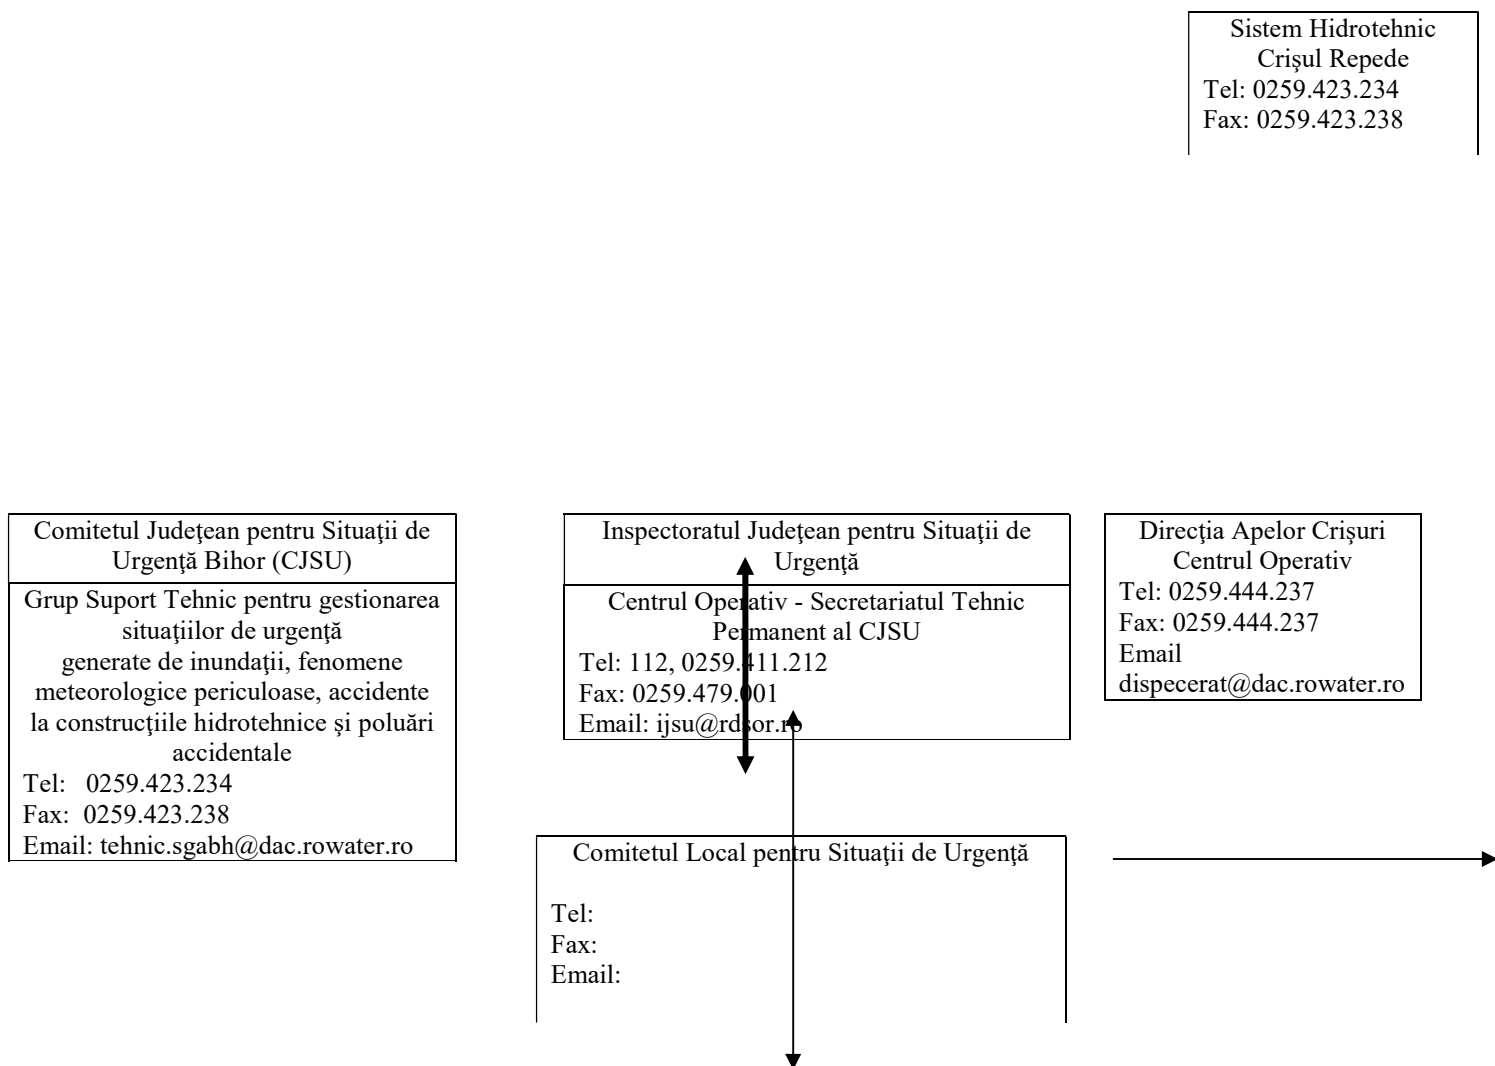 Sistem Hidrotehnic
Crişul Repede
Tel: 0259.423.234
Fax: 0259.423.238
Comitetul Judeţean pentru Situaţii de
Urgenţă Bihor (CJSU)
Grup Suport Tehnic pentru gestionarea
situaţiilor de urgenţă
generate de inundaţii, fenomene
meteorologice periculoase, accidente
la construcţiile hidrotehnice şi poluări
accidentale
Tel: 0259.423.234
Fax: 0259.423.238
Email: tehnic.sgabh@dac.rowater.ro
Inspectoratul Judeţean pentru Situaţii de
Urgenţă
Centrul Operativ - Secretariatul Tehnic
Permanent al CJSU
Tel: 112, 0259.411.212
Fax: 0259.479.001
Email: ijsu@rdsor.ro
Direcţia Apelor Crişuri
Centrul Operativ
Tel: 0259.444.237
Fax: 0259.444.237
Email
dispecerat@dac.rowater.ro
Comitetul Local pentru Situaţii de Urgenţă
Tel:
Fax:
Email: